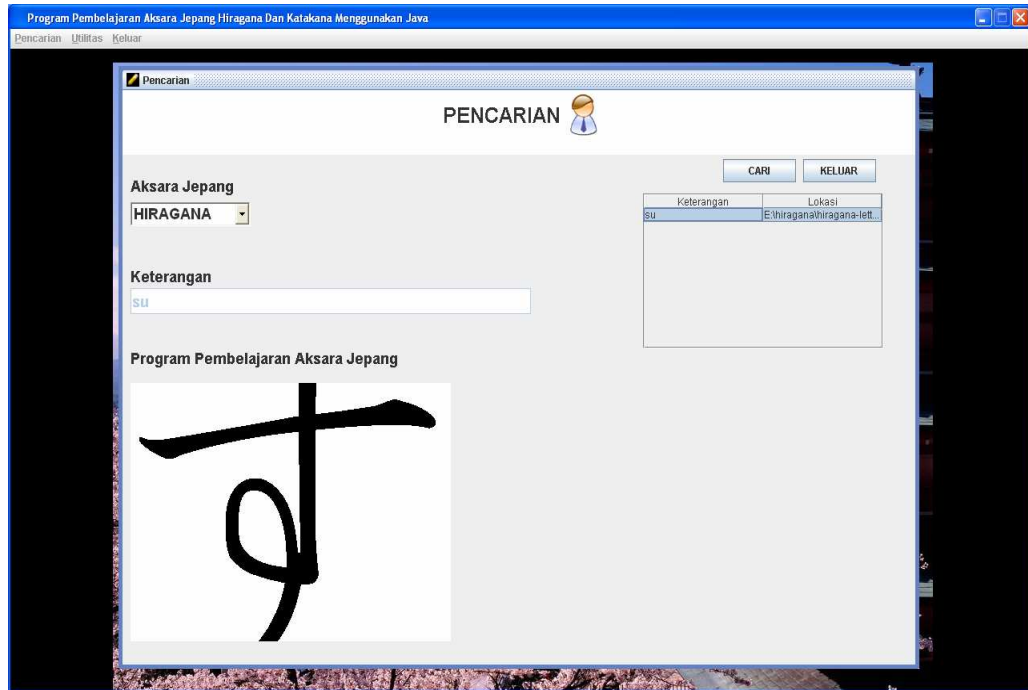 Program Pembelajaran Aksara Jepang Hiragana Dan Katakana Menggunakan Java
Pencarian Utilitas Keluar
Pencarian
PENCARIAN
CARI KELUAR
Aksara Jepang
HIRAGANA
Keterangan Lokasi
su E:\hiragana\hiragana-lett...
Keterangan
su
Program Pembelajaran Aksara Jepang
す